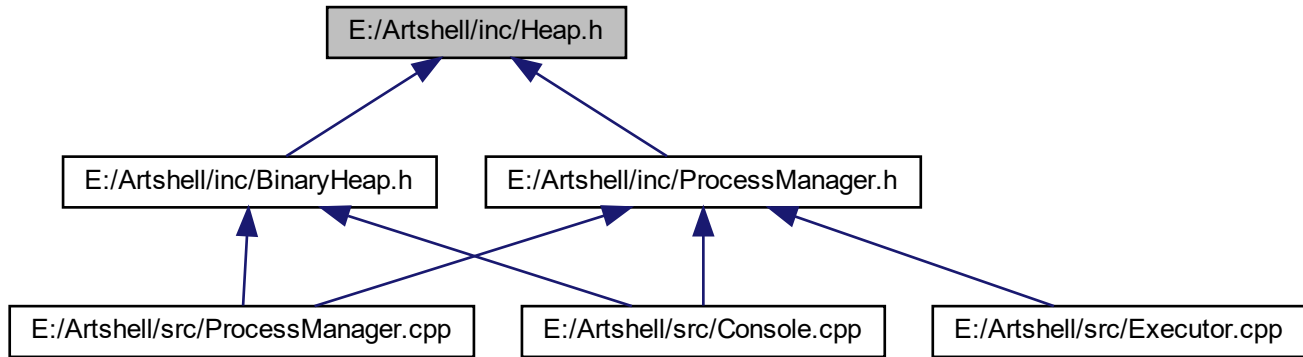 E:/Artshell/inc/Heap.h
E:/Artshell/inc/BinaryHeap.h
E:/Artshell/inc/ProcessManager.h
E:/Artshell/src/ProcessManager.cpp
E:/Artshell/src/Console.cpp
E:/Artshell/src/Executor.cpp